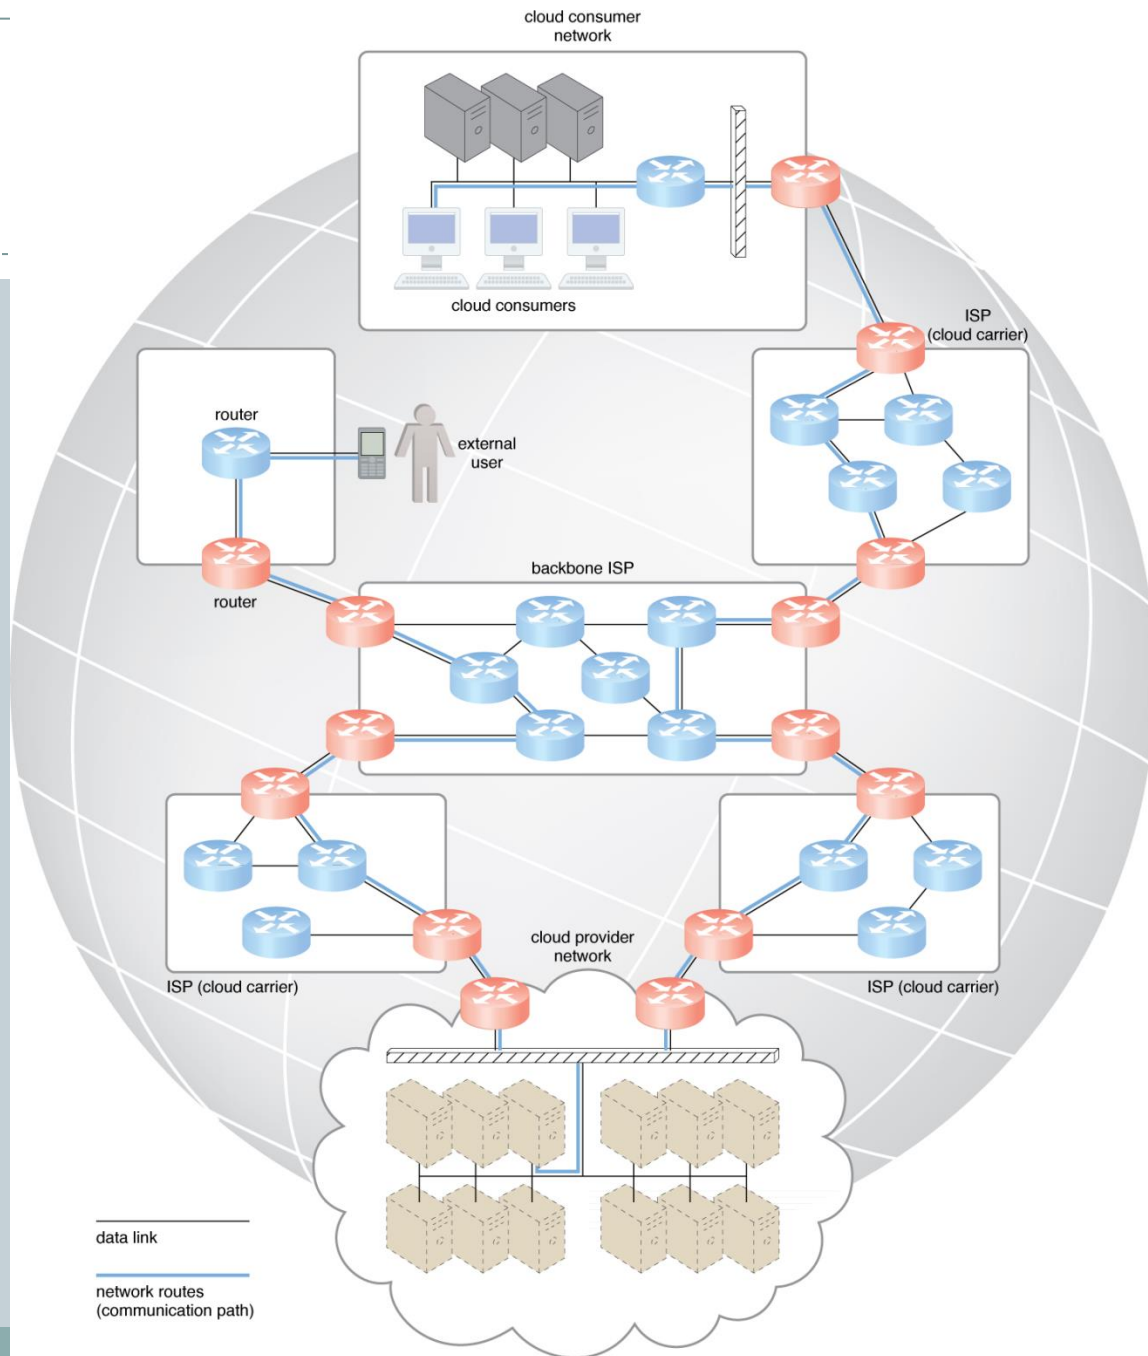 cloud consumer
network
cloud consumers
ISP
(cloud carrier)
router
external
user
router
backbone ISP
cloud provider
network
ISP (cloud carrier)
ISP (cloud carrier)
data link
network routes
(communication path)